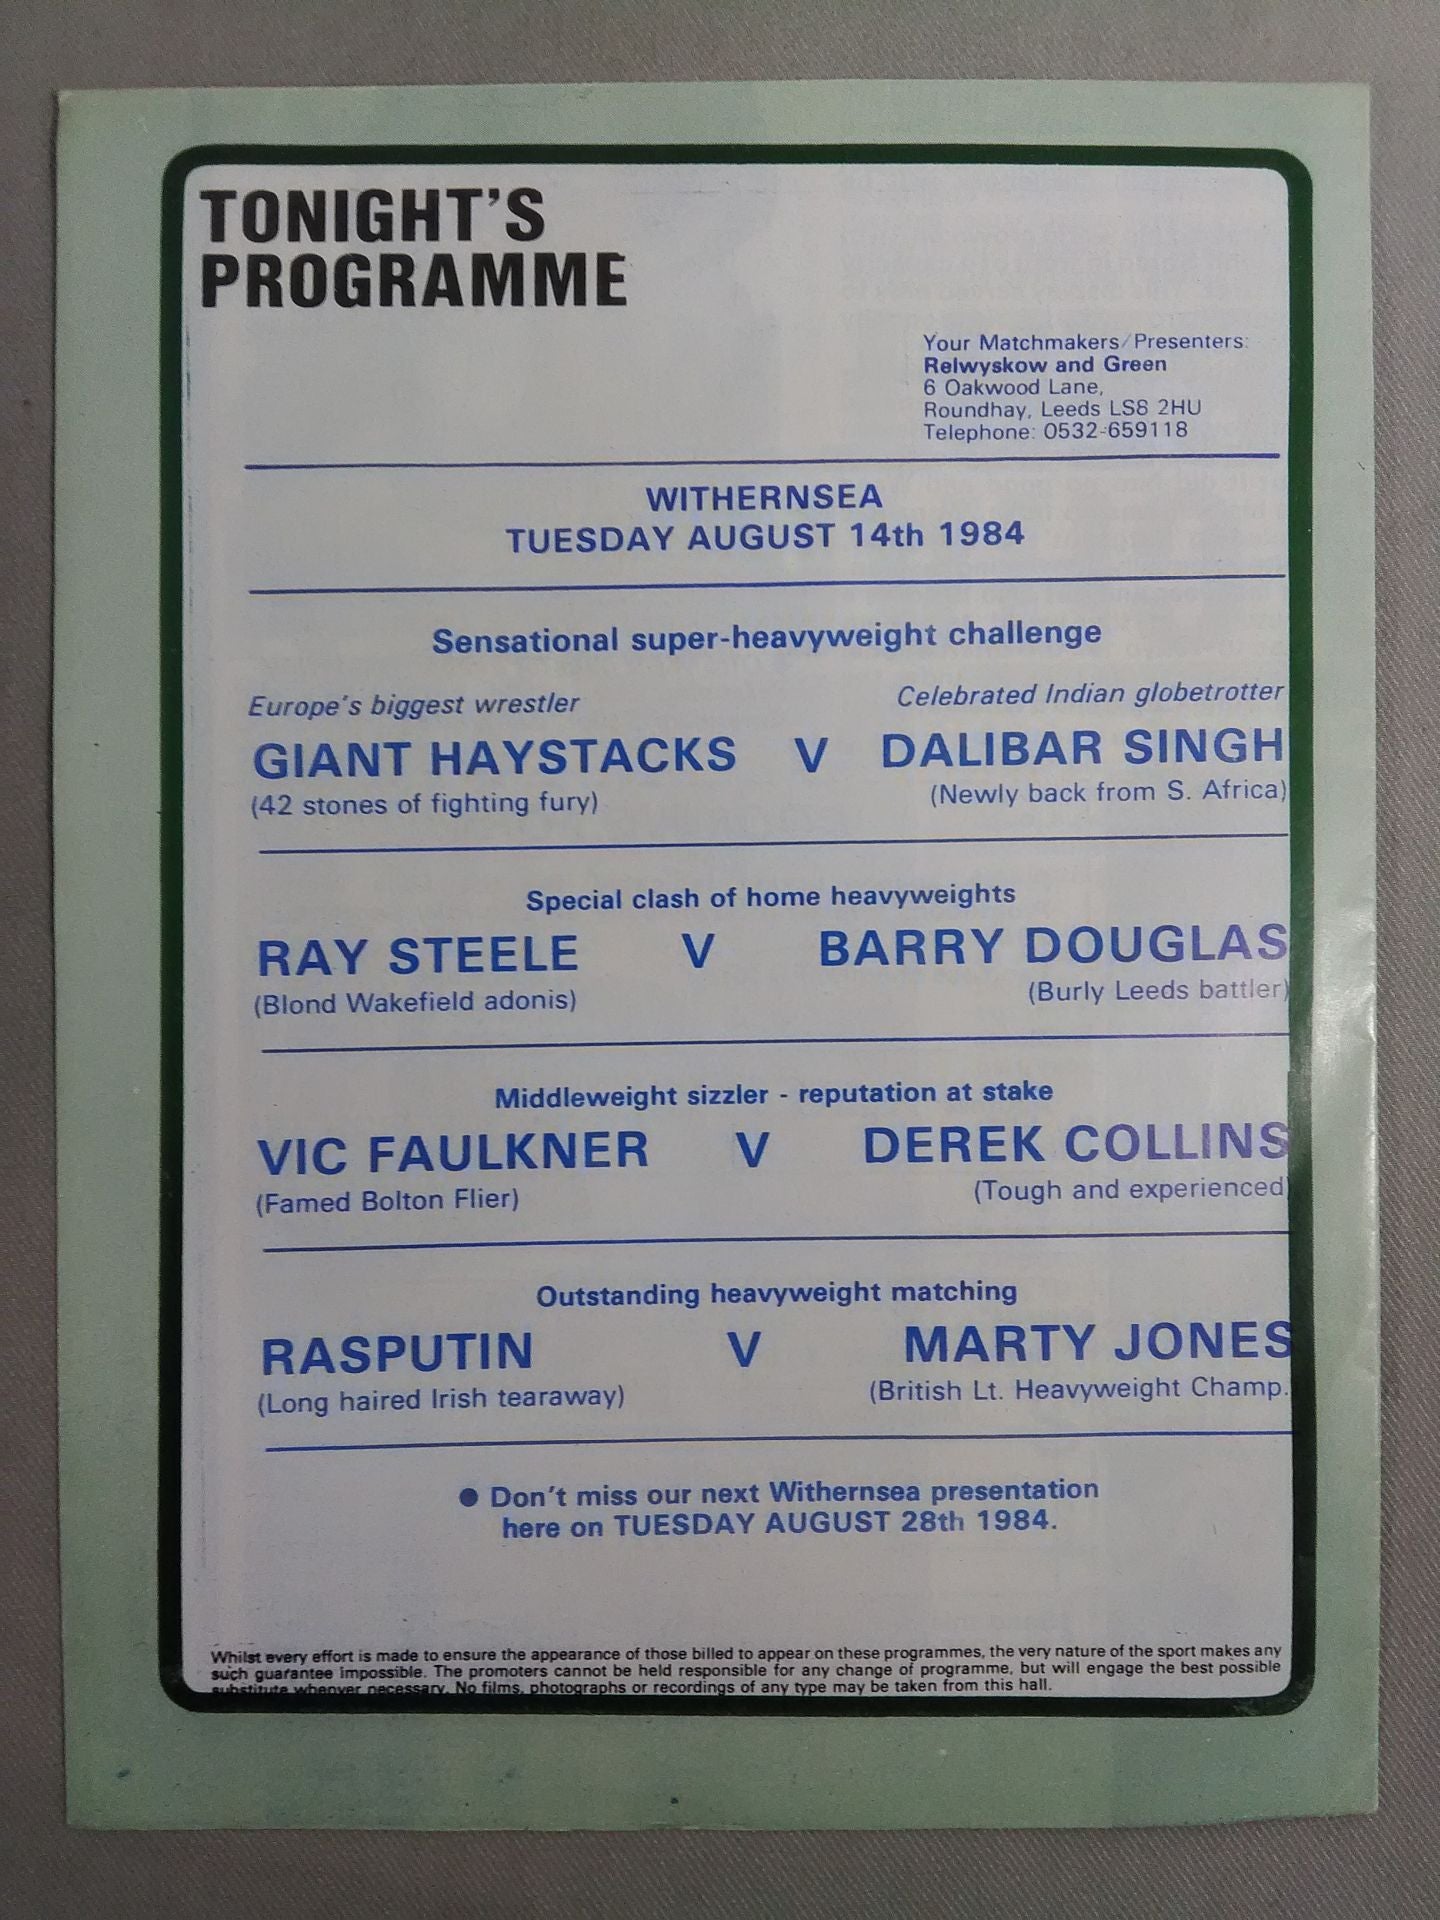 TONIGHT'S
PROGRAMME
Your Matchmakers/Presenters:
Relwyskow and Green
6 Oakwood Lane,
Roundhay, Leeds LS8 2HU
Telephone: 0532-659118
WITHERNSEA
TUESDAY AUGUST 14th 1984
Sensational super-heavyweight challenge
Europe's biggest wrestler Celebrated Indian globetrotter
GIANT HAYSTACKS V DALIBAR SINGH
(42 stones of fighting fury) (Newly back from S. Africa)
Special clash of home heavyweights
RAY STEELE V BARRY DOUGLAS
(Blond Wakefield adonis) (Burly Leeds battler)
Middleweight sizzler - reputation at stake
VIC FAULKNER V DEREK COLLINS
(Famed Bolton Flier) (Tough and experienced)
Outstanding heavyweight matching
RASPUTIN V MARTY JONES
(Long haired Irish tearaway) (British Lt. Heavyweight Champ.
● Don't miss our next Withernsea presentation
here on TUESDAY AUGUST 28th 1984.
Whilst every effort is made to ensure the appearance of those billed to appear on these programmes, the very nature of the sport makes any
such guarantee impossible. The promoters cannot be held responsible for any change of programme, but will engage the best possible
substitute whenver necessary. No films, photographs or recordings of any type may be taken from this hall.